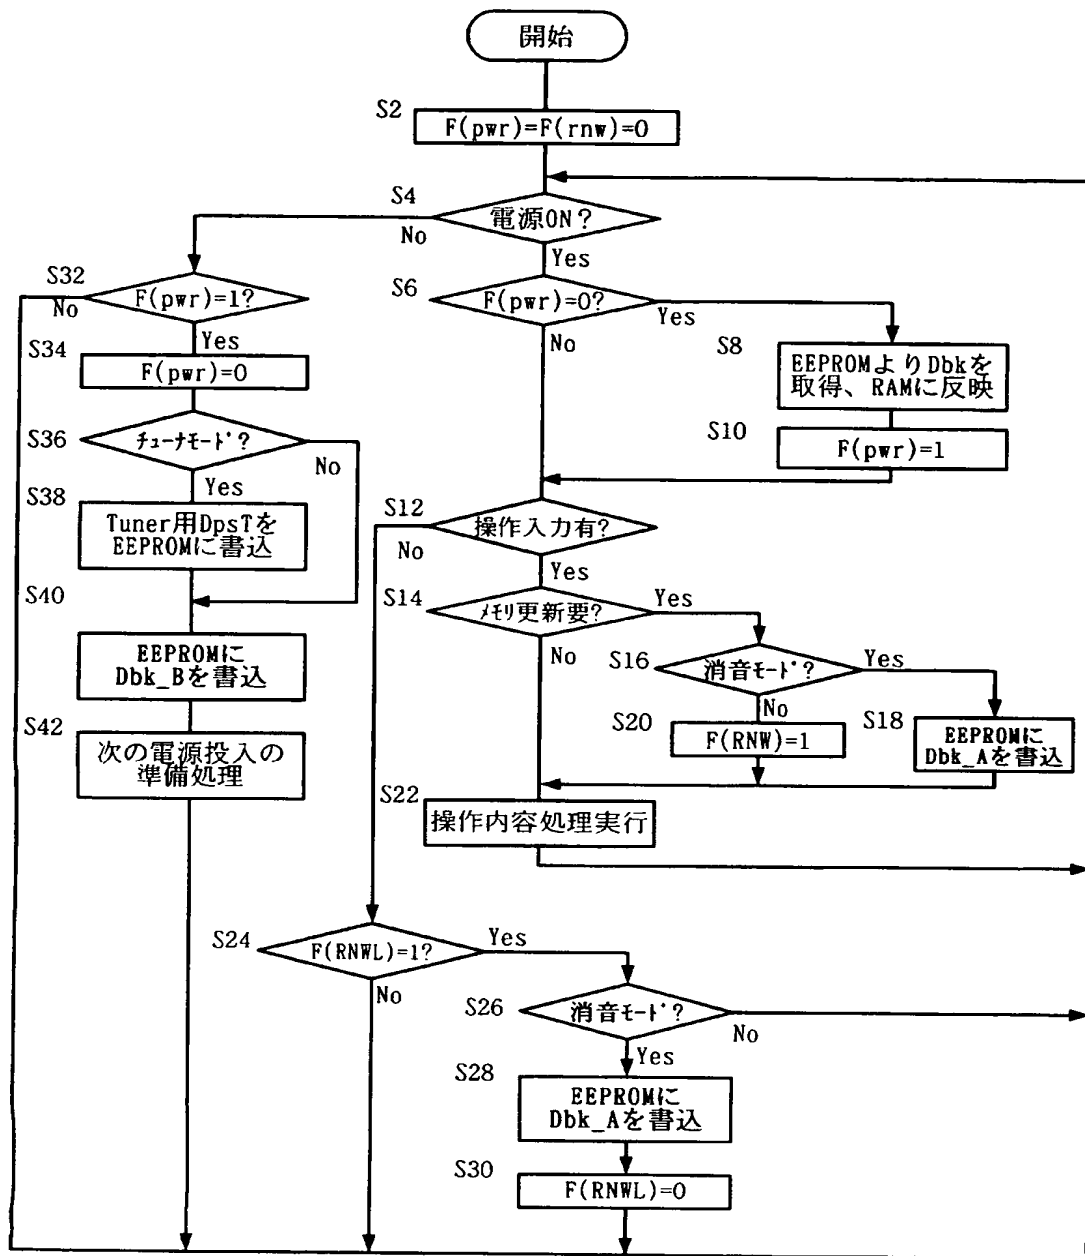 開始
S2
F(pwr)=F(rnw)=0
S4
電源ON?
No
Yes
S32
F(pwr)=1?
No
Yes
S6
F(pwr)=0?
Yes
No
S34
F(pwr)=0
S8
EEPROMよりDbkを
取得、RAMに反映
S36
ﾁｭｰﾅﾓｰﾄﾞ?
No
Yes
S10
F(pwr)=1
S38
Tuner用DpsTを
EEPROMに書込
S12
操作入力有?
No
Yes
S40
EEPROMに
Dbk_Bを書込
S14
ﾒﾓﾘ更新要?
Yes
No
S16
消音ﾓｰﾄﾞ?
Yes
No
S42
次の電源投入の
準備処理
S20
F(RNW)=1
S18
EEPROMに
Dbk_Aを書込
S22
操作内容処理実行
S24
F(RNWL)=1?
Yes
No
S26
消音ﾓｰﾄﾞ?
No
Yes
S28
EEPROMに
Dbk_Aを書込
S30
F(RNWL)=0